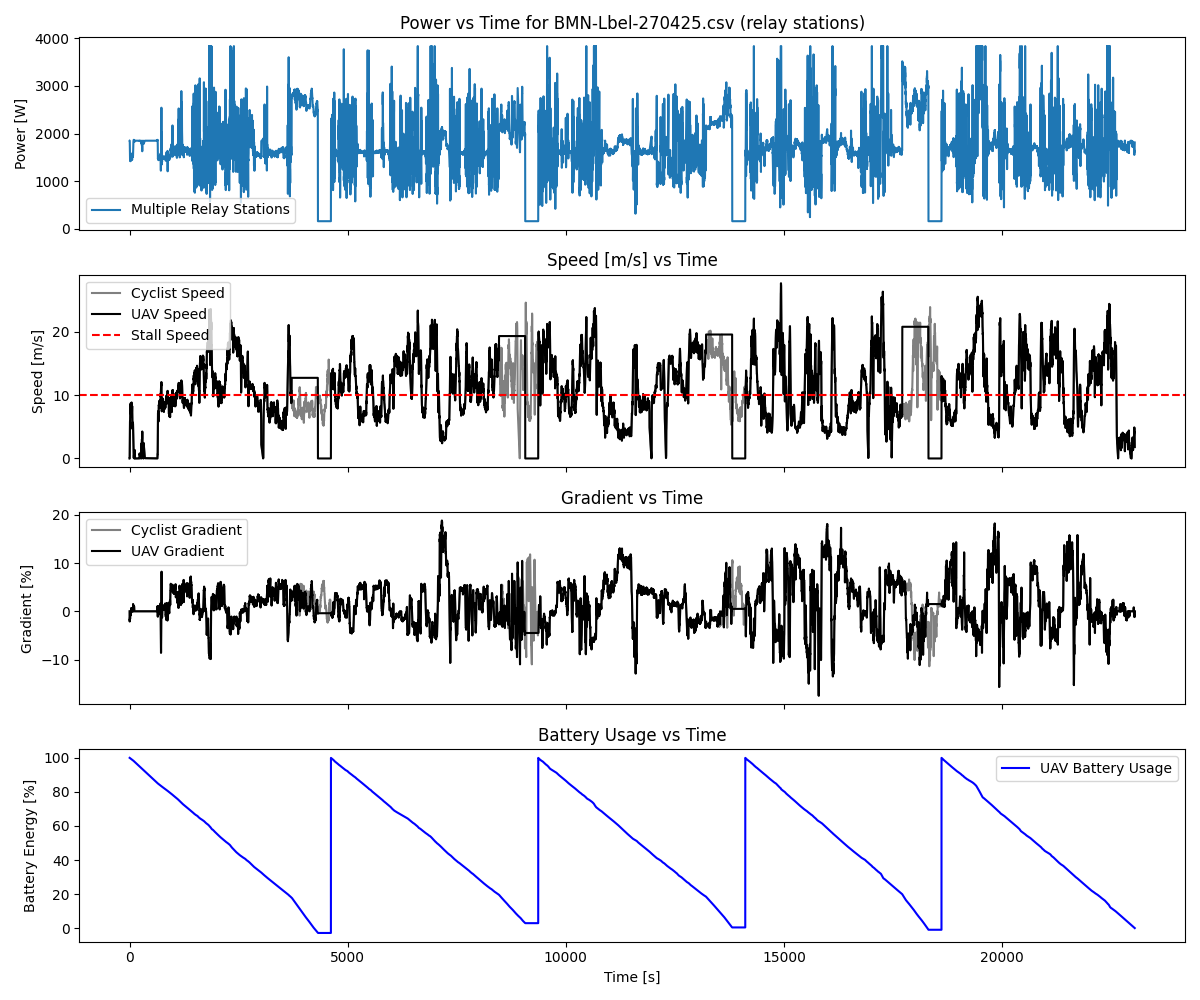 Power vs Time for BMN-Lbel-270425.csv (relay stations)
4000
3000
2000
1000
0
Power [W]
Multiple Relay Stations
Speed [m/s] vs Time
20
10
0
Speed [m/s]
Cyclist Speed
UAV Speed
Stall Speed
Gradient vs Time
20
10
0
−10
Gradient [%]
Cyclist Gradient
UAV Gradient
Battery Usage vs Time
100
80
60
40
20
0
Battery Energy [%]
UAV Battery Usage
0 5000 10000 15000 20000
Time [s]